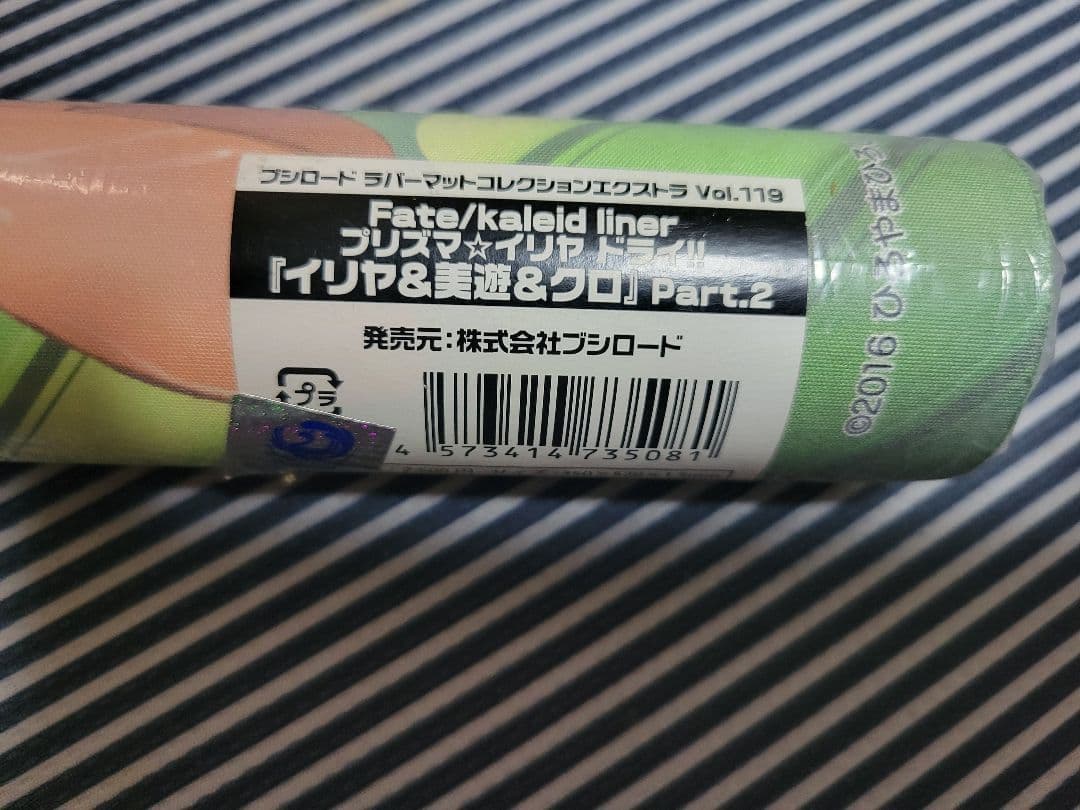 ブシロード ラバーマットコレクションエクストラ Vol.119
Fate/kaleid liner
プリズマ☆イリヤ ドライ!!
『イリヤ&美遊&クロ』 Part.2
発売元:株式会社ブシロード
プラ
4 573414 735081
©2016 ひろやまひろ